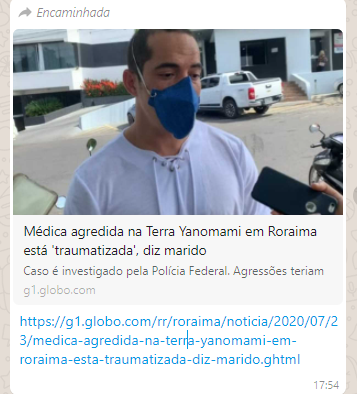 Encaminhada
Médica agredida na Terra Yanomami em Roraima
está 'traumatizada', diz marido
Caso é investigado pela Polícia Federal. Agressões teriam
g1.globo.com
https://g1.globo.com/rr/roraima/noticia/2020/07/2
3/medica-agredida-na-terra-yanomami-em-
roraima-esta-traumatizada-diz-marido.ghtml
17:54